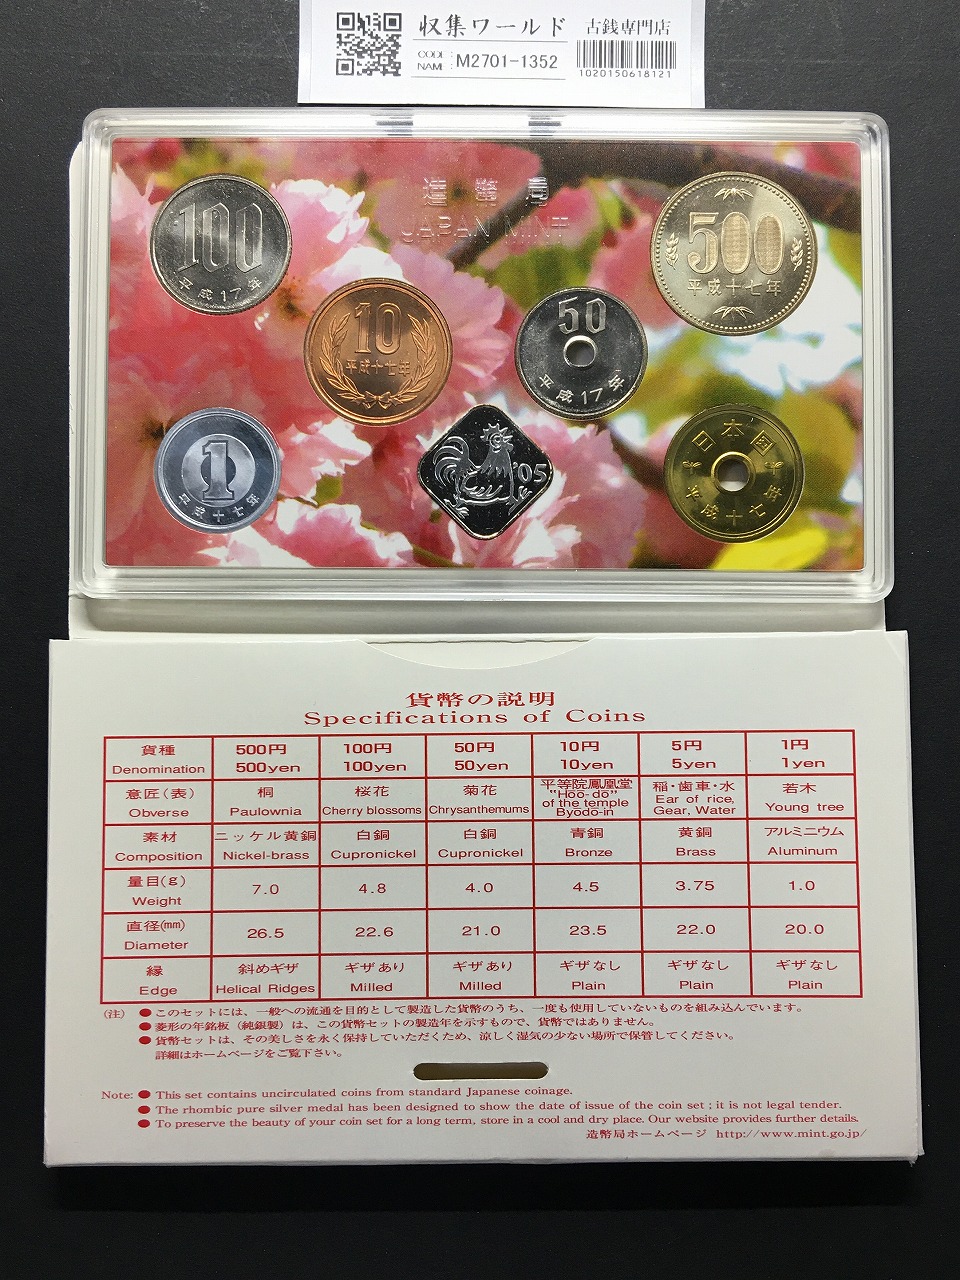 収集ワールド 古銭専門店
CODE :
NAME : M2701-1352
1020150618121
造幣局
JAPAN MINT
100
平成17年
500
平成十七年
10
平成十七年
50
平成17年
1
平成十七年
'05
日本国
平成十七年
貨幣の説明
Specifications of Coins
貨種 500円 100円 50円 10円 5円 1円
Denomination 500yen 100yen 50yen 10yen 5yen 1yen
意匠(表) 桐 桜花 菊花 平等院鳳凰堂 稲・歯車・水 若木
Obverse Paulownia Cherry blossoms Chrysanthemums "Hoo-do" of the temple Byodo-in Ear of rice, Gear, Water Young tree
素材 ニッケル黄銅 白銅 白銅 青銅 黄銅 アルミニウム
Composition Nickel-brass Cupronickel Cupronickel Bronze Brass Aluminum
量目(g)
Weight 7.0 4.8 4.0 4.5 3.75 1.0
直径(㎜)
Diameter 26.5 22.6 21.0 23.5 22.0 20.0
縁 斜めギザ ギザあり ギザあり ギザなし ギザなし ギザなし
Edge Helical Ridges Milled Milled Plain Plain Plain
(注) ● このセットには、一般への流通を目的として製造した貨幣のうち、一度も使用していないものを組み込んでいます。
● 菱形の年銘板(純銀製)は、この貨幣セットの製造年を示すもので、貨幣ではありません。
● 貨幣セットは、その美しさを永く保持していただくため、涼しく湿気の少ない場所で保管してください。
詳細はホームページをご覧下さい。
Note: ● This set contains uncirculated coins from standard Japanese coinage.
● The rhombic pure silver medal has been designed to show the date of issue of the coin set ; it is not legal tender.
● To preserve the beauty of your coin set for a long term, store in a cool and dry place. Our website provides further details.
造幣局ホームページ http://www.mint.go.jp/